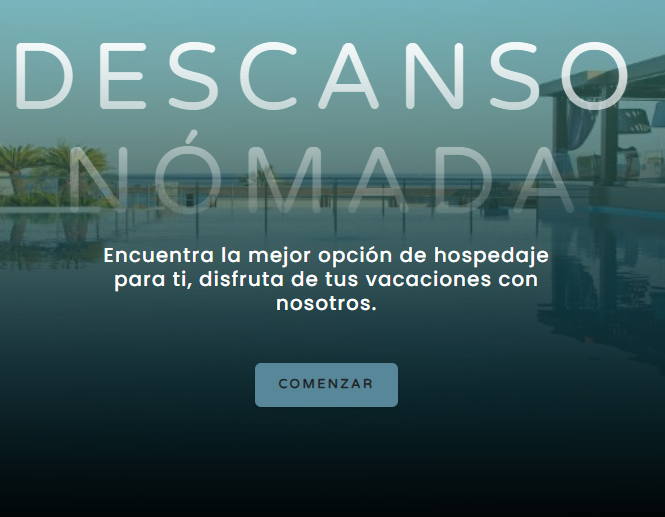 DESCANSO
NÓMADA
Encuentra la mejor opción de hospedaje
para ti, disfruta de tus vacaciones con
nosotros.
COMENZAR